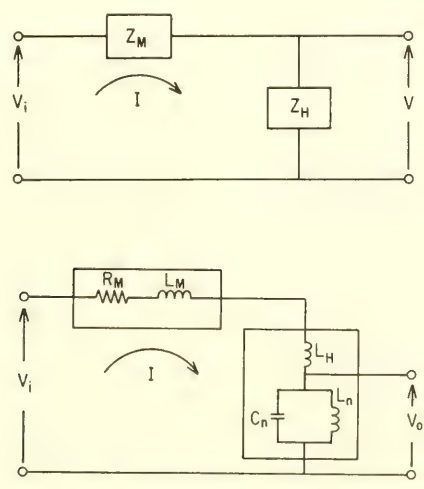 Z_M
V_i
I
Z_H
V
R_M L_M
L_H
V_i
I
C_n
L_n
V_o